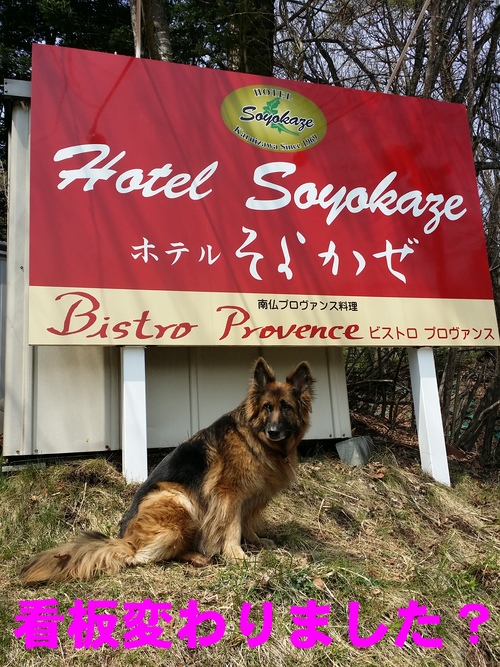 HOTEL
Soyokaze
Karuizawa Since 1969
Hotel Soyokaze
ホテル そよかぜ
南仏プロヴァンス料理
Bistro Provence ビストロ プロヴァンス
看板変わりました？